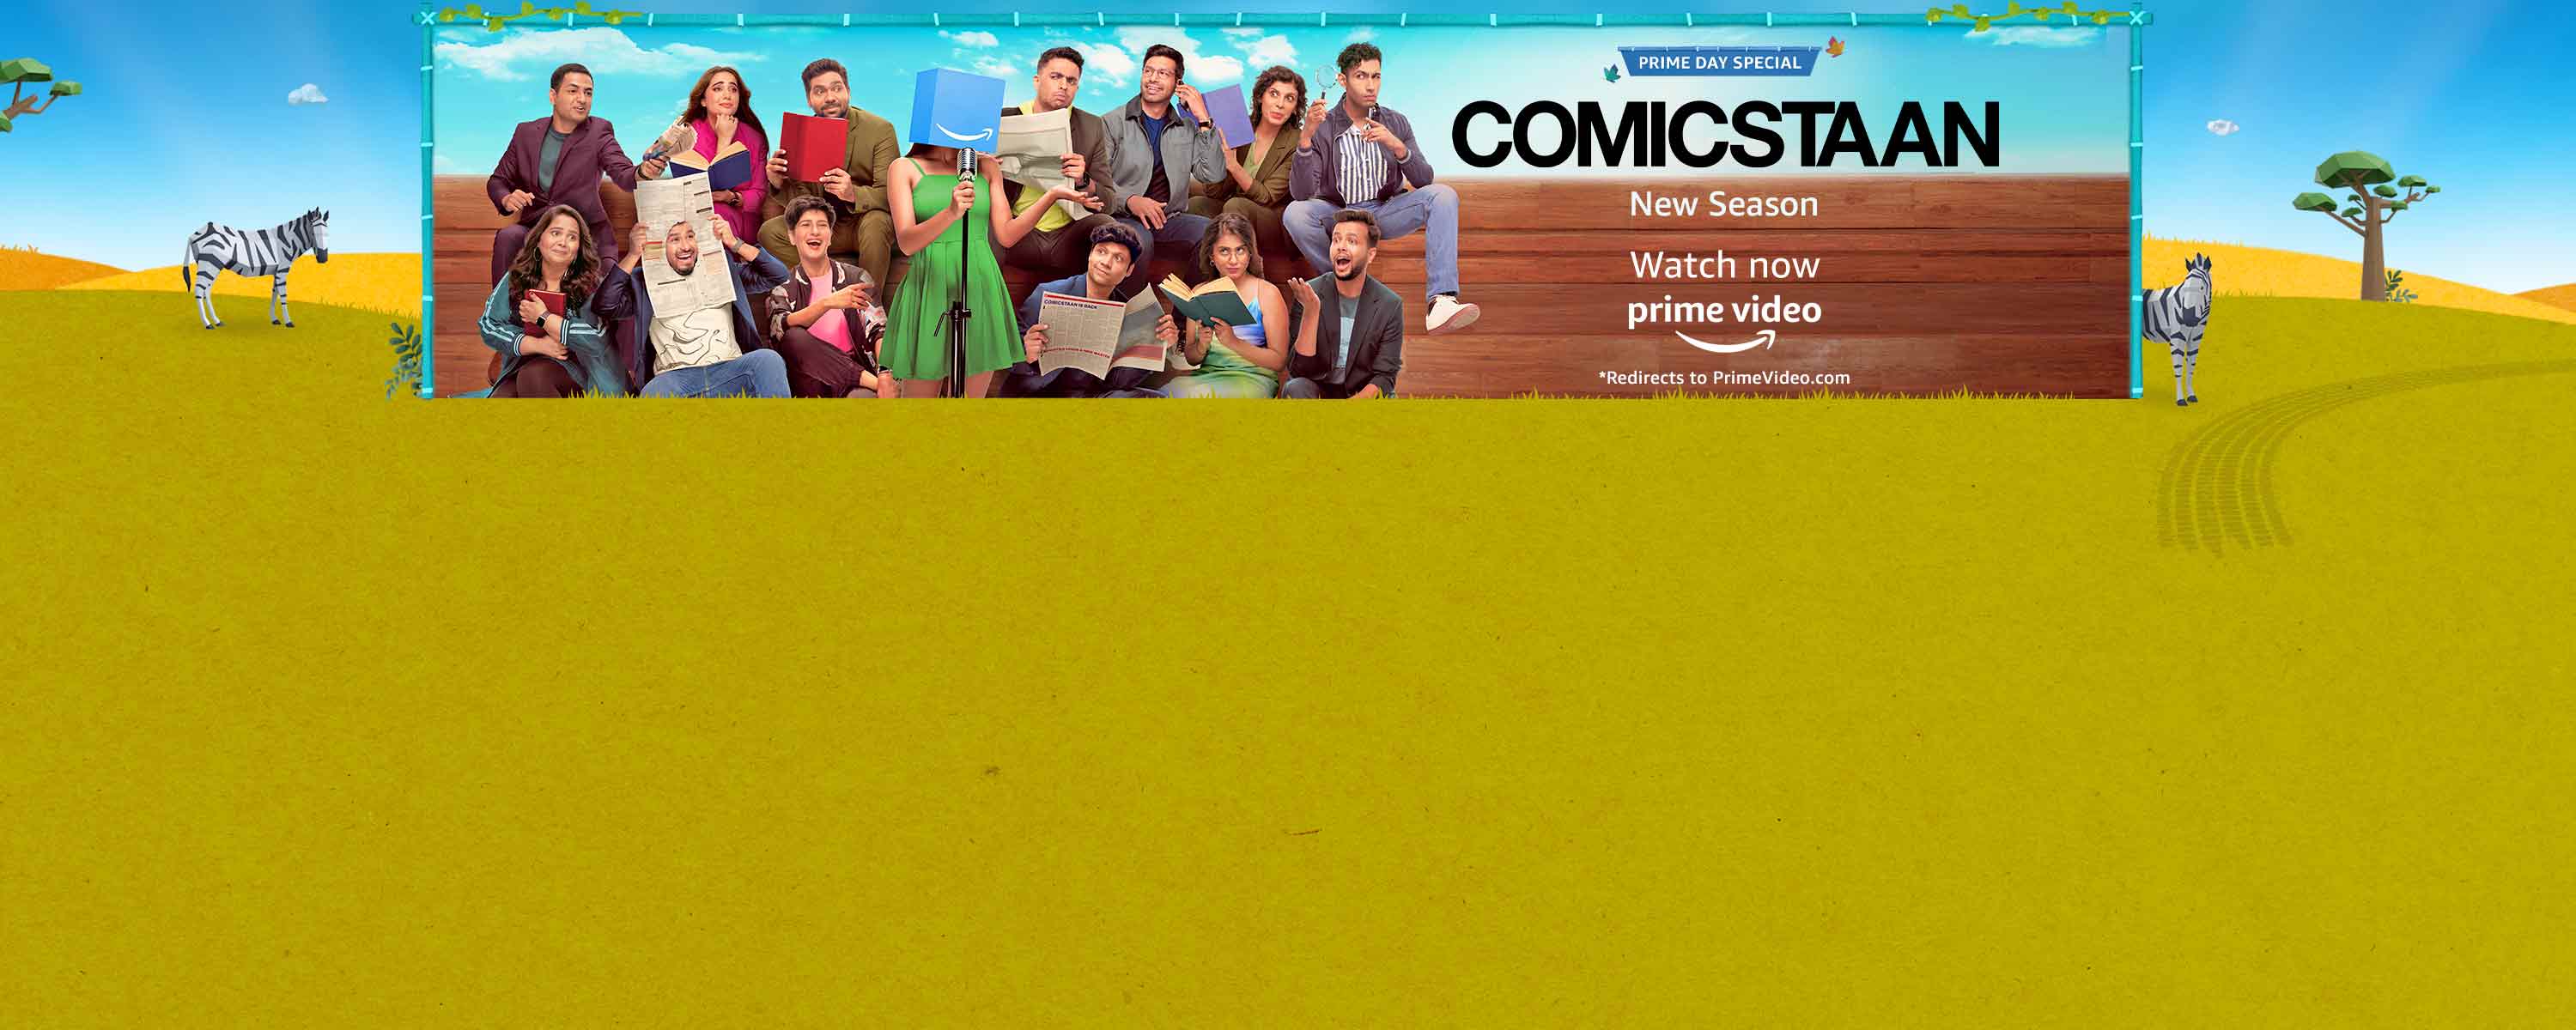 PRIME DAY SPECIAL
COMICSTAAN
New Season
Watch now
prime video
*Redirects to PrimeVideo.com
COMICSTAAN IS BACK